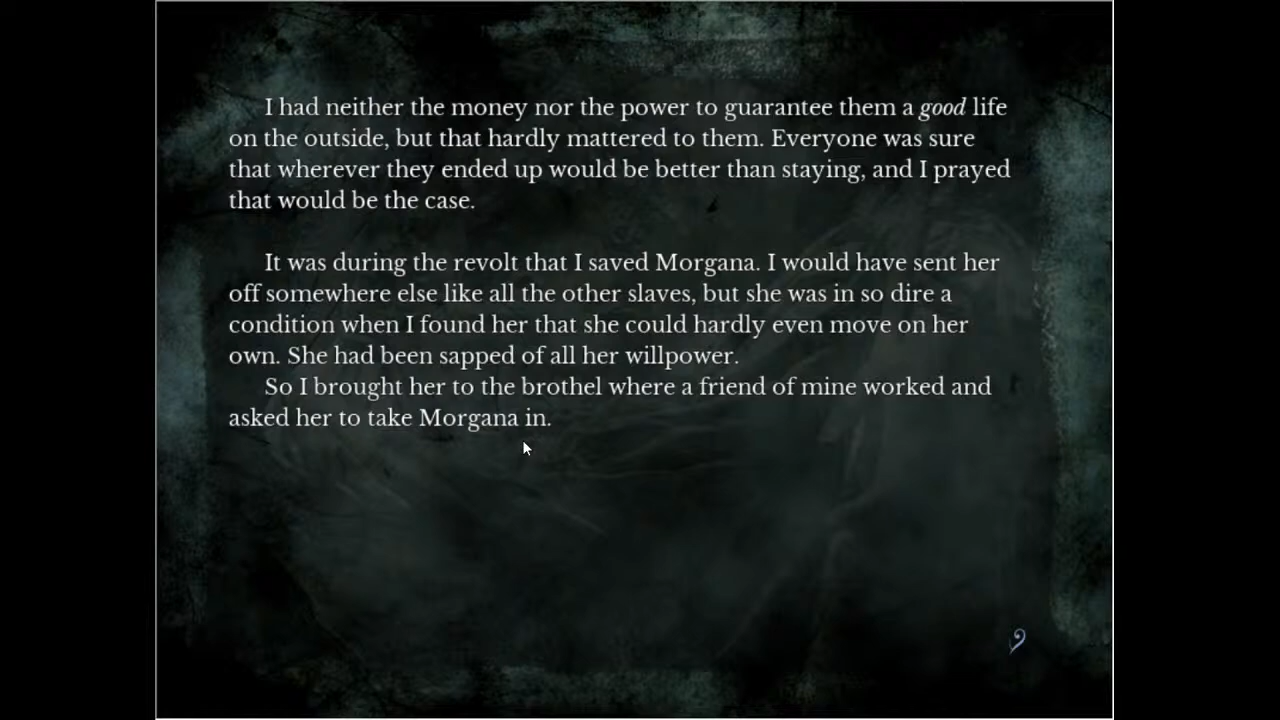 I had neither the money nor the power to guarantee them a good life
on the outside, but that hardly mattered to them. Everyone was sure
that wherever they ended up would be better than staying, and I prayed
that would be the case.
It was during the revolt that I saved Morgana. I would have sent her
off somewhere else like all the other slaves, but she was in so dire a
condition when I found her that she could hardly even move on her
own. She had been sapped of all her willpower.
So I brought her to the brothel where a friend of mine worked and
asked her to take Morgana in.